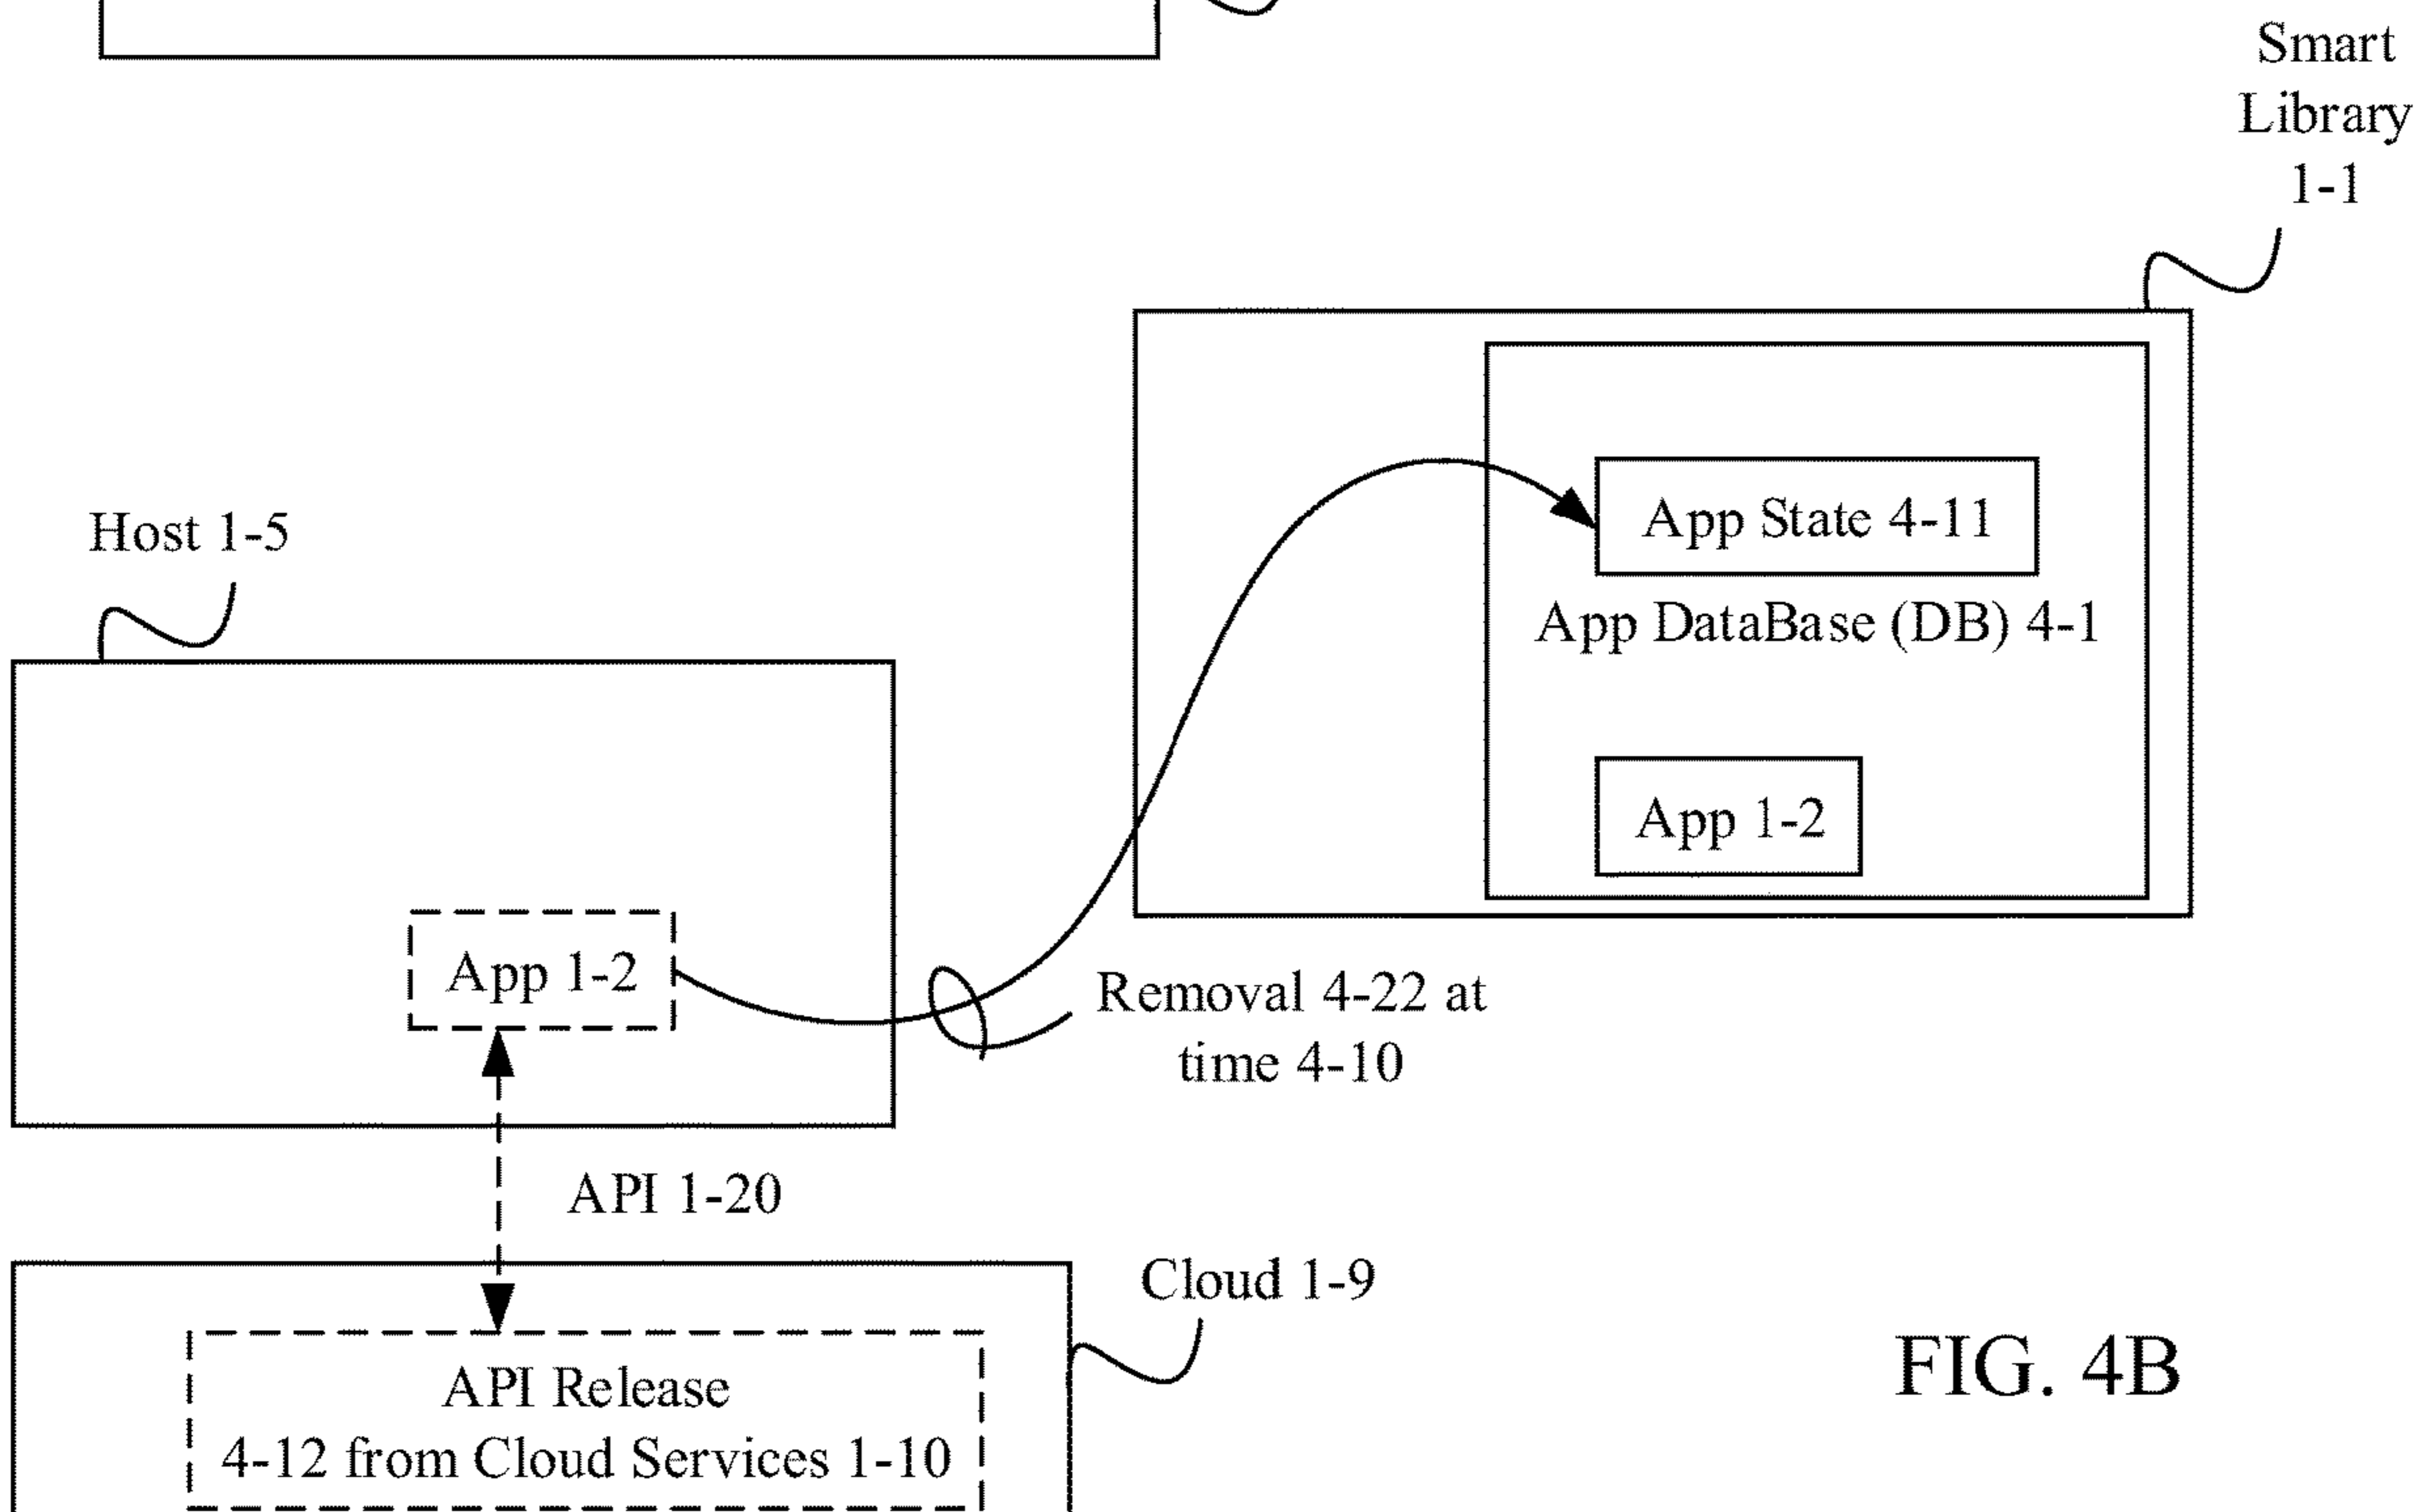 Smart
Library
1-1
Host 1-5
App State 4-11
App DataBase (DB) 4-1
App 1-2
App 1-2
Removal 4-22 at
time 4-10
API 1-20
Cloud 1-9
API Release
4-12 from Cloud Services 1-10
FIG. 4B